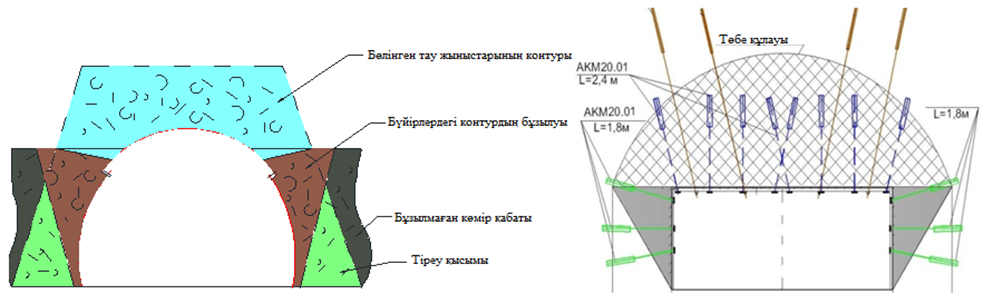 Бөлінген тау жыныстарының контуры
Бүйірлердегі контурдың бұзылуы
Бұзылмаған көмір қабаты
Тіреу қысымы
Төбе құлауы
АКМ20.01
L=2,4 м
АКМ20.01
L=1,8м
L=1,8м